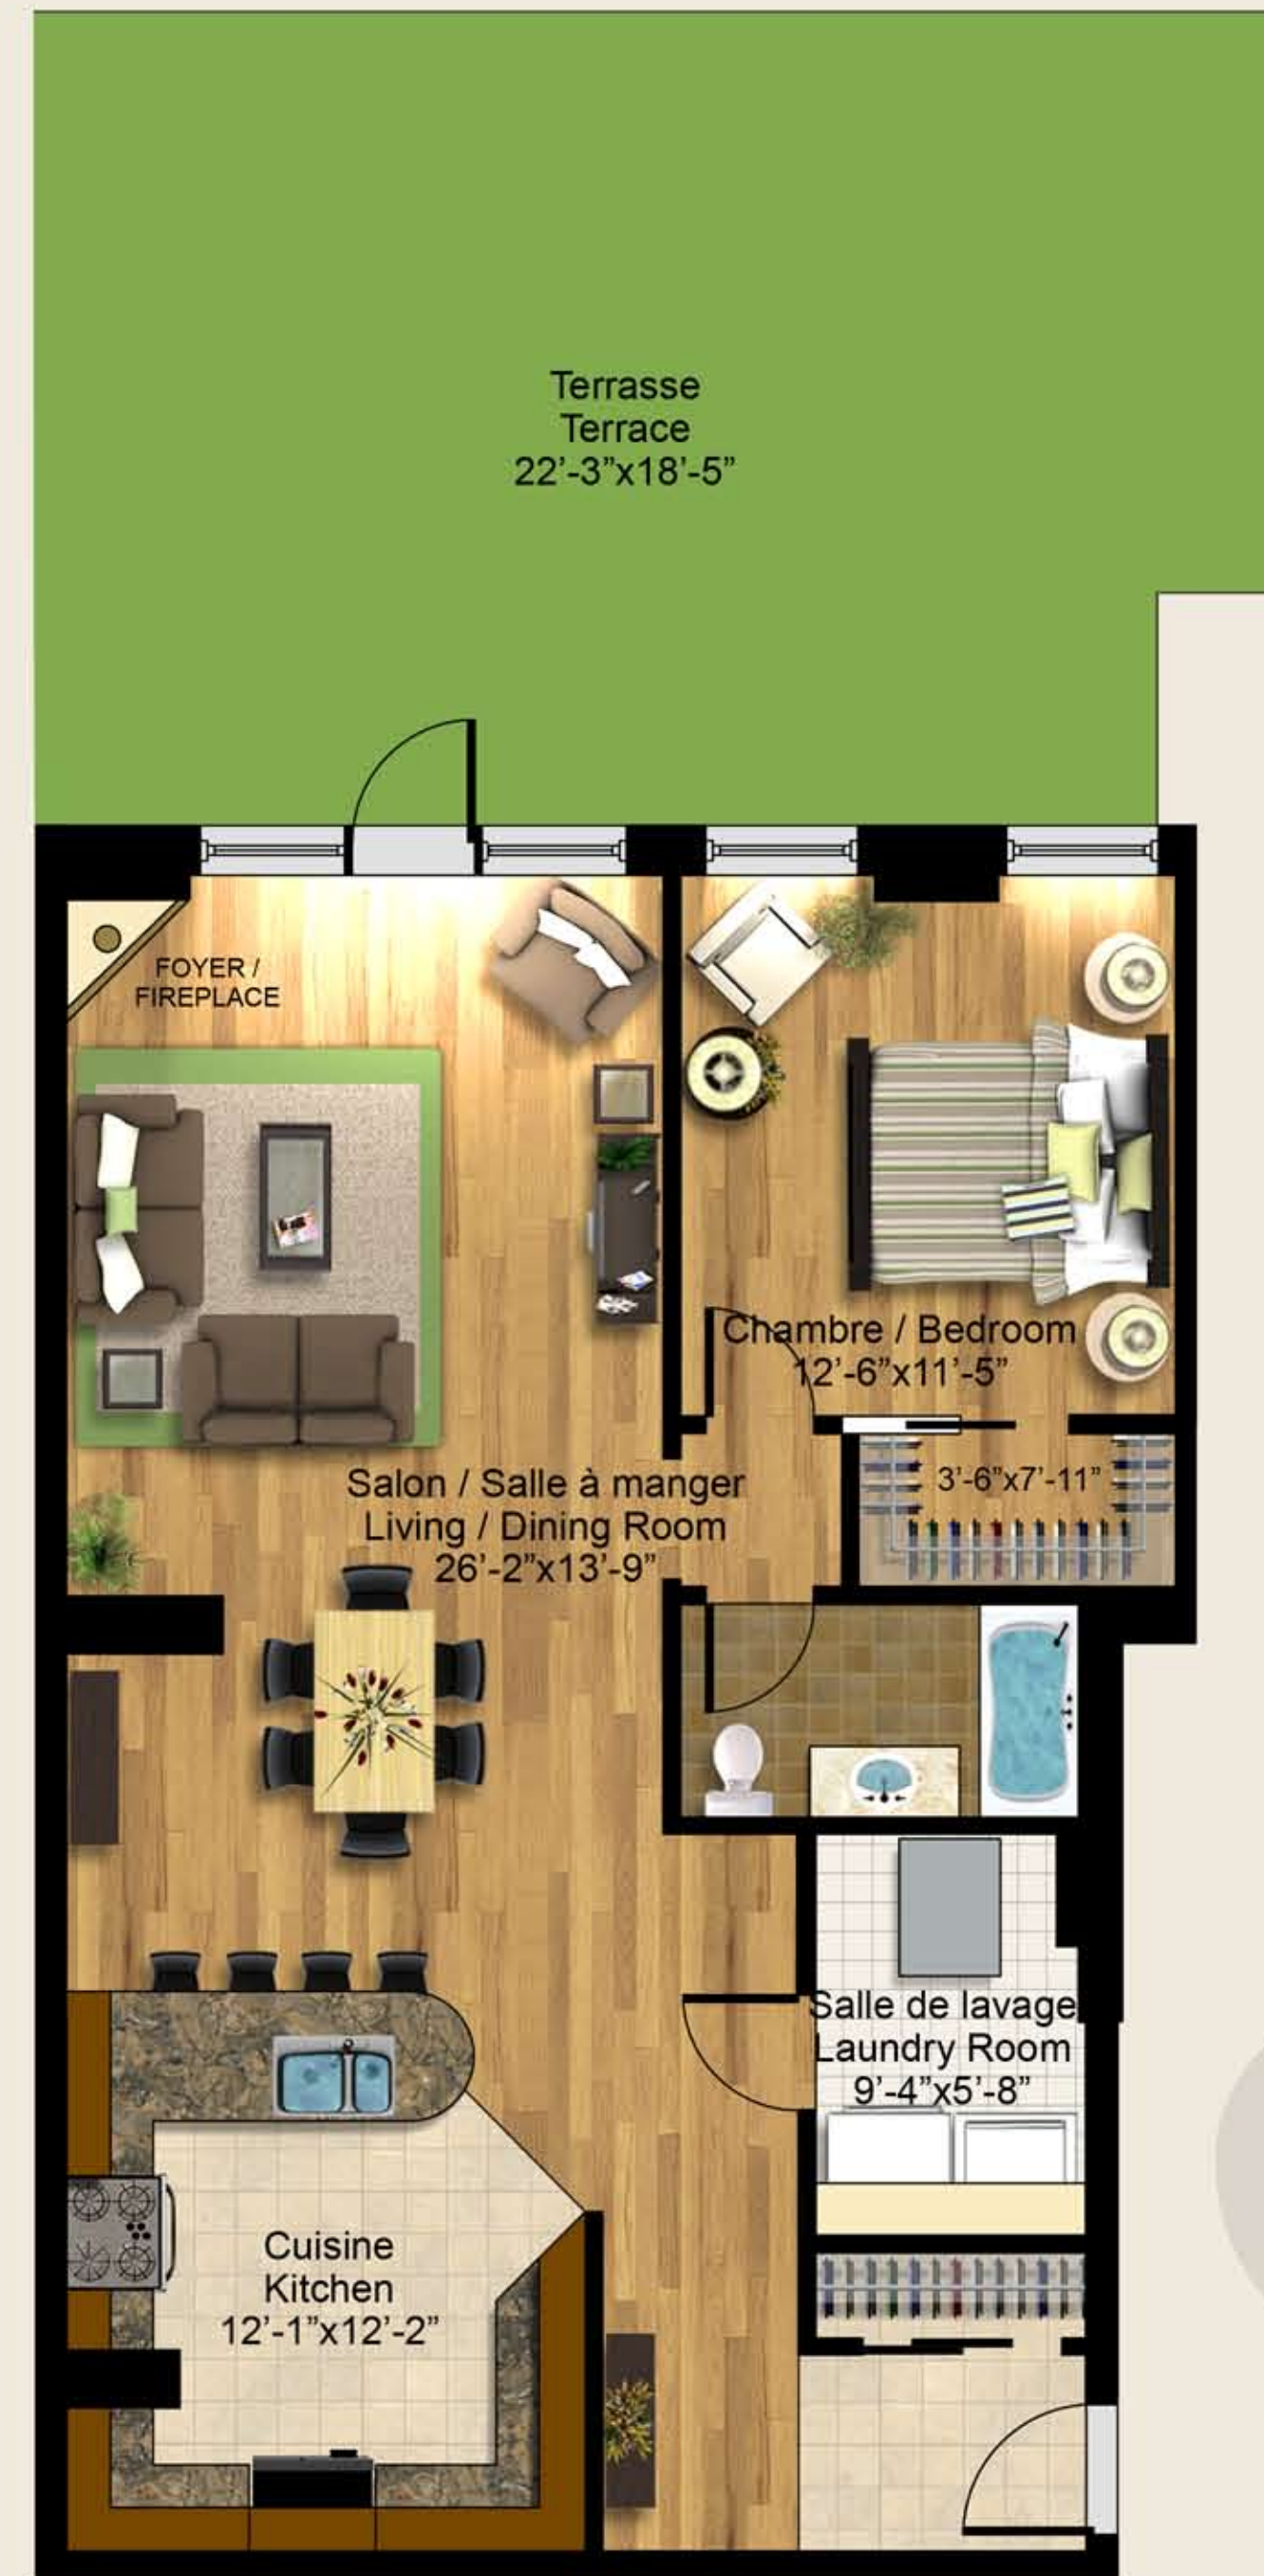 Terrasse
Terrace
22'-3”x18'-5”
FOYER /
FIREPLACE
Chambre / Bedroom
12'-6”x11'-5”
3'-6”x7'-11”
Salon / Salle à manger
Living / Dining Room
26'-2”x13'-9”
Salle de lavage
Laundry Room
9'-4”x5'-8”
Cuisine
Kitchen
12'-1”x12'-2”